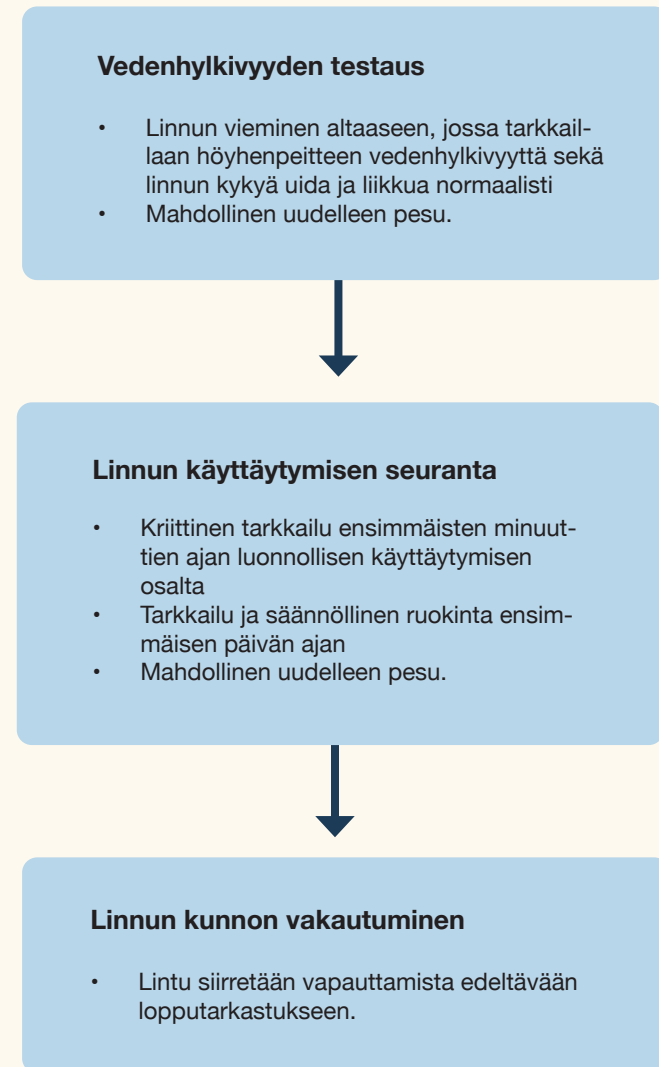 Vedenhylkivyyden testaus
• Linnun vieminen altaaseen, jossa tarkkail-
laan höyhenpeitteen vedenhylkivyyttä sekä
linnun kykyä uida ja liikkua normaalisti
• Mahdollinen uudelleen pesu.
Linnun käyttäytymisen seuranta
• Kriittinen tarkkailu ensimmäisten minuut-
tien ajan luonnollisen käyttäytymisen
osalta
• Tarkkailu ja säännöllinen ruokinta ensim-
mäisen päivän ajan
• Mahdollinen uudelleen pesu.
Linnun kunnon vakautuminen
• Lintu siirretään vapauttamista edeltävään
lopputarkastukseen.